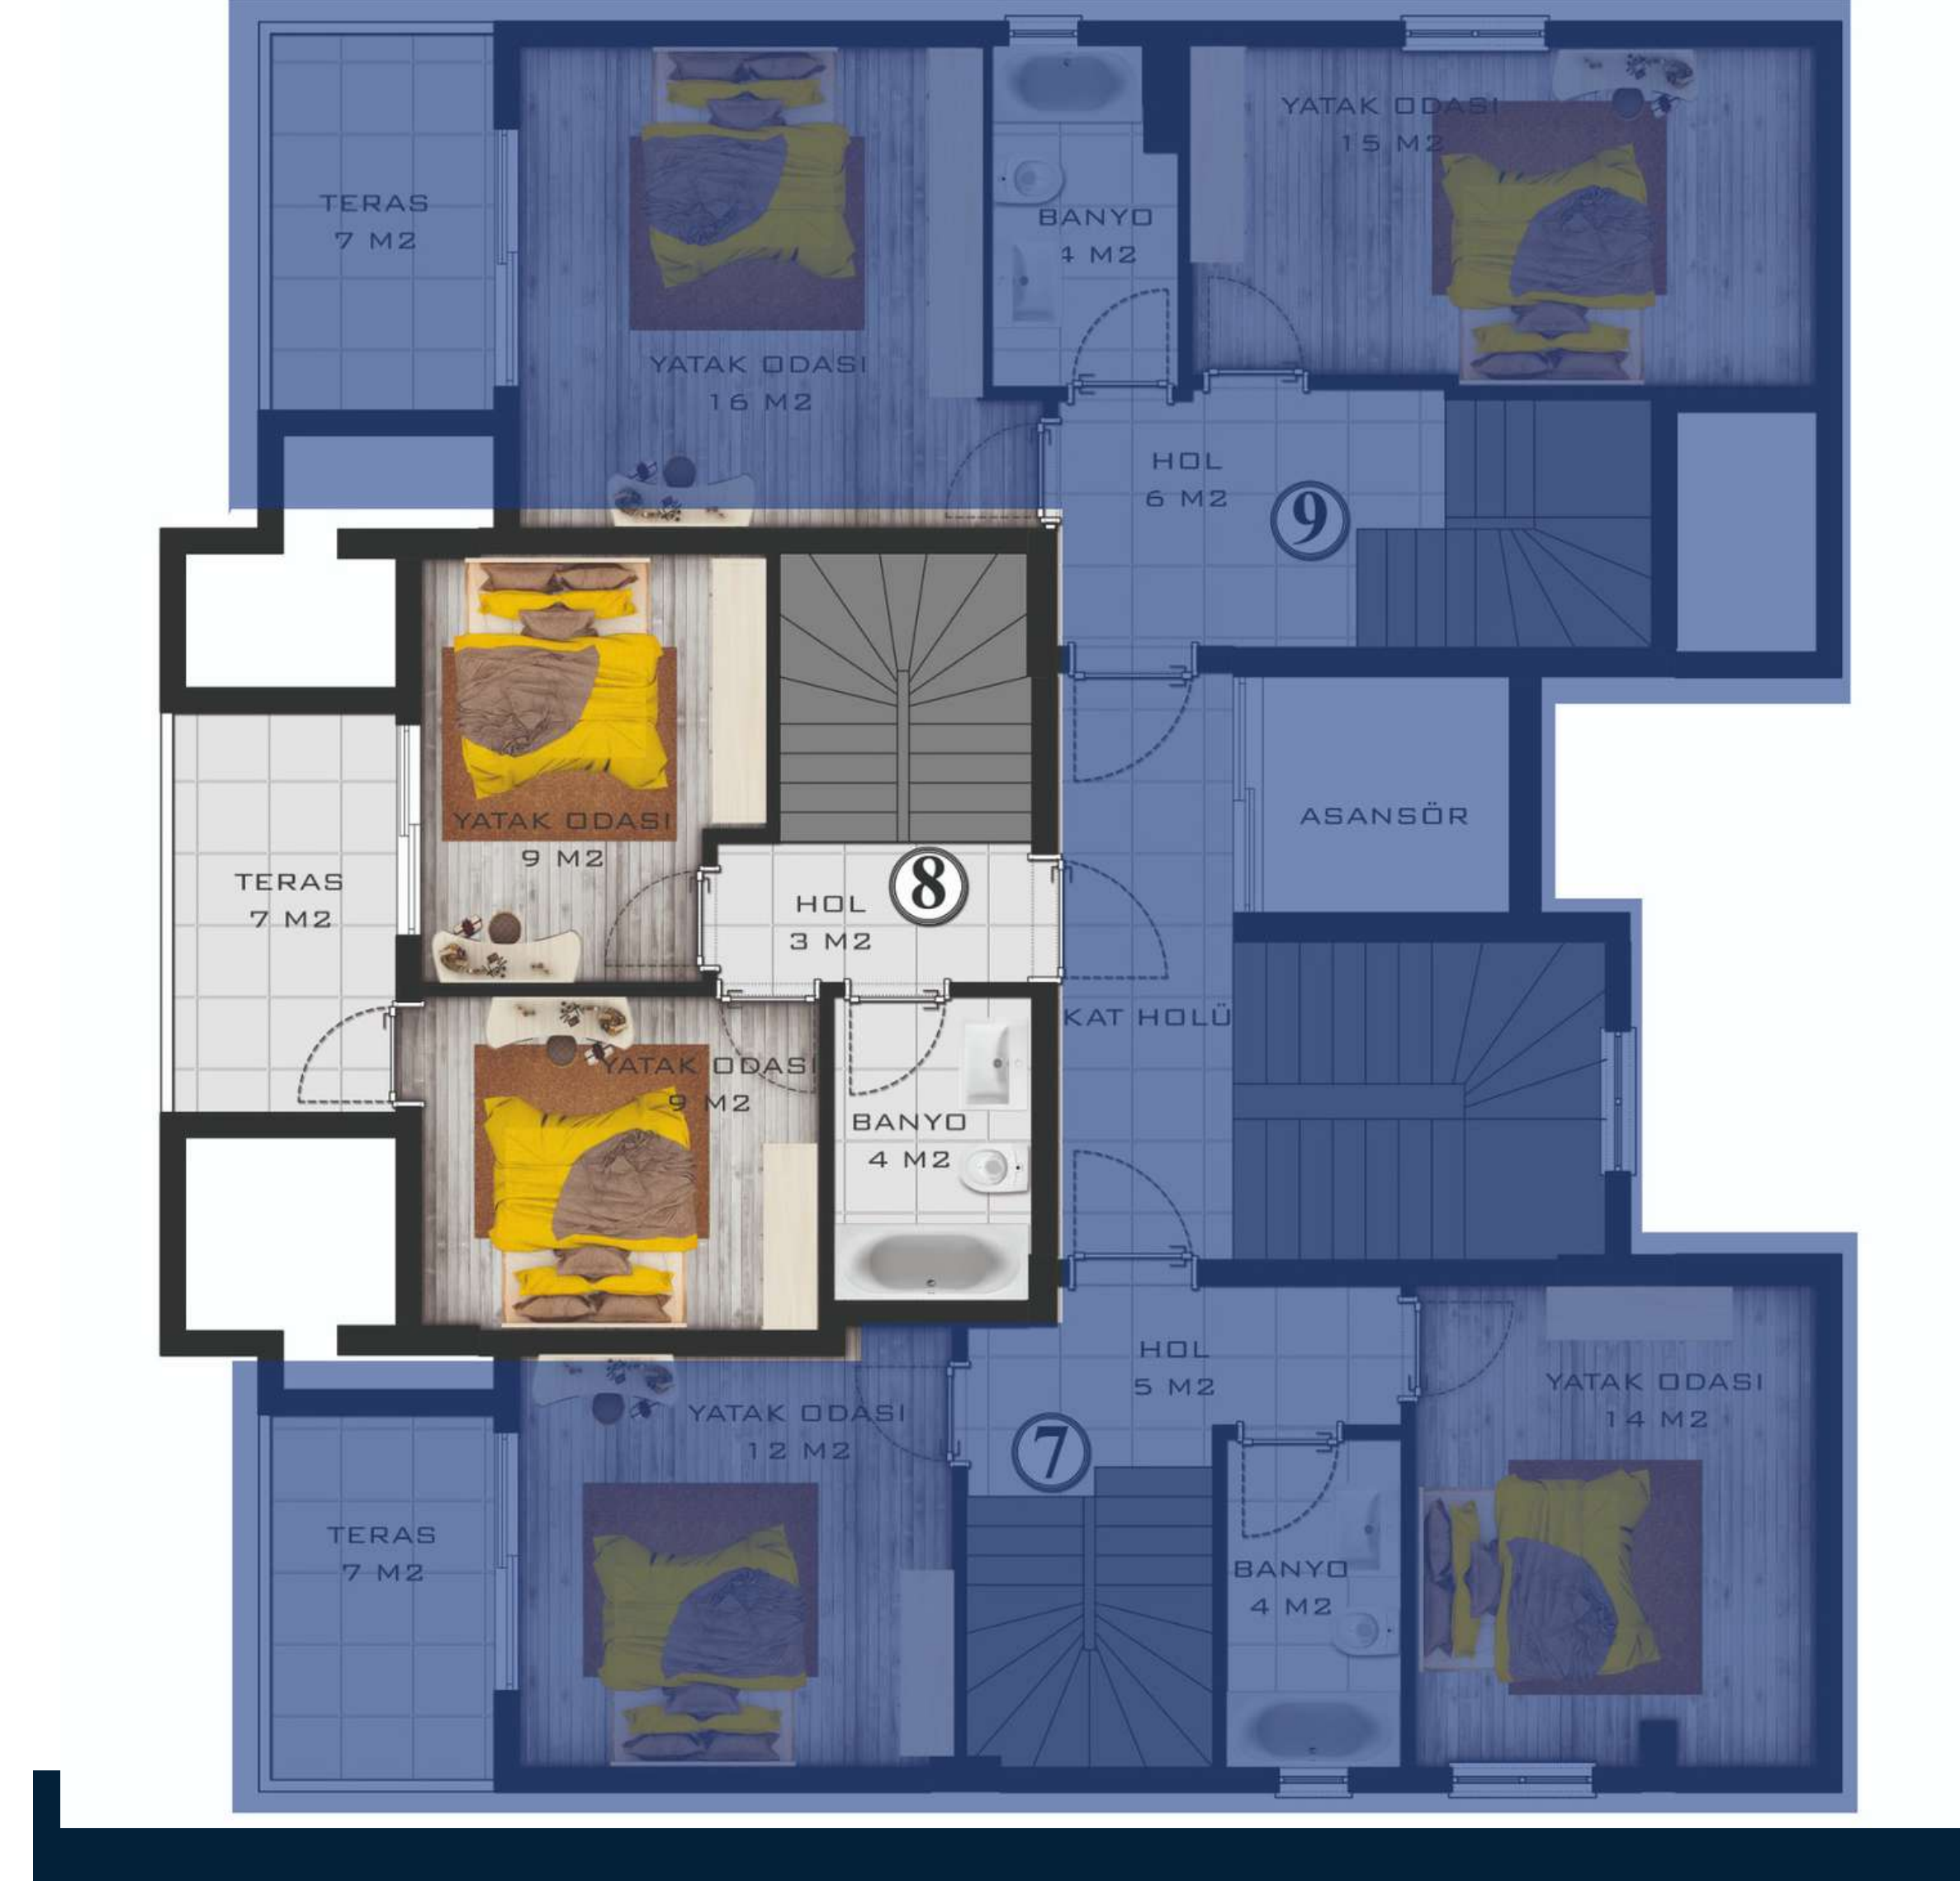 YATAK ODASI
15 M2
TERAS
7 M2
BANYO
4 M2
YATAK ODASI
16 M2
HOL
6 M2
9
YATAK ODASI
9 M2
ASANSÖR
TERAS
7 M2
8
HOL
3 M2
KAT HOLÜ
YATAK ODASI
9 M2
BANYO
4 M2
HOL
5 M2
YATAK ODASI
14 M2
YATAK ODASI
12 M2
7
TERAS
7 M2
BANYO
4 M2